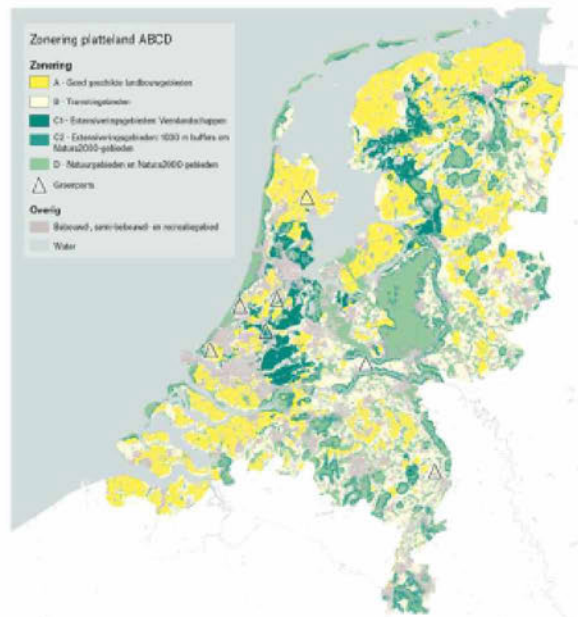 Zonering platteland ABCD
Zonering
A - Goed geschikte landbouwgebieden
B - Transitiegebieden
C1 - Extensiveringsgebieden: Veenlandschappen
C2 - Extensiveringsgebieden: 1000 m buffers om
Natura2000-gebieden
D - Natuurgebieden en Natura2000 gebieden
Greenports
Overig
Bebouwd-, semi-bebouwd- en recreatiegebied
Water